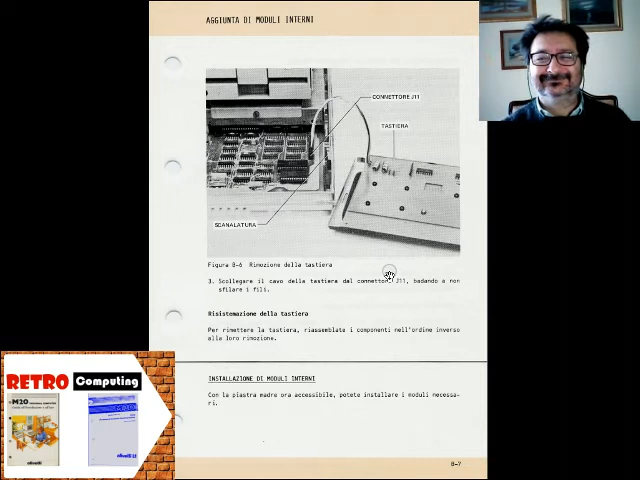 AGGIUNTA DI MODULI INTERNI
CONNETTORE J11
TASTIERA
SCANALATURA
Figura B-6 Rimozione della tastiera
3. Scollegare il cavo della tastiera dal connettore J11, badando a non
sfilare i fili.
Risistemazione della tastiera
Per rimettere la tastiera, riassemblate i componenti nell'ordine inverso
alla loro rimozione.
INSTALLAZIONE DI MODULI INTERNI
Con la piastra madre ora accessibile, potete installare i moduli necessa-
ri.
B-7
RETRO Computing
M20
olivetti
olivetti